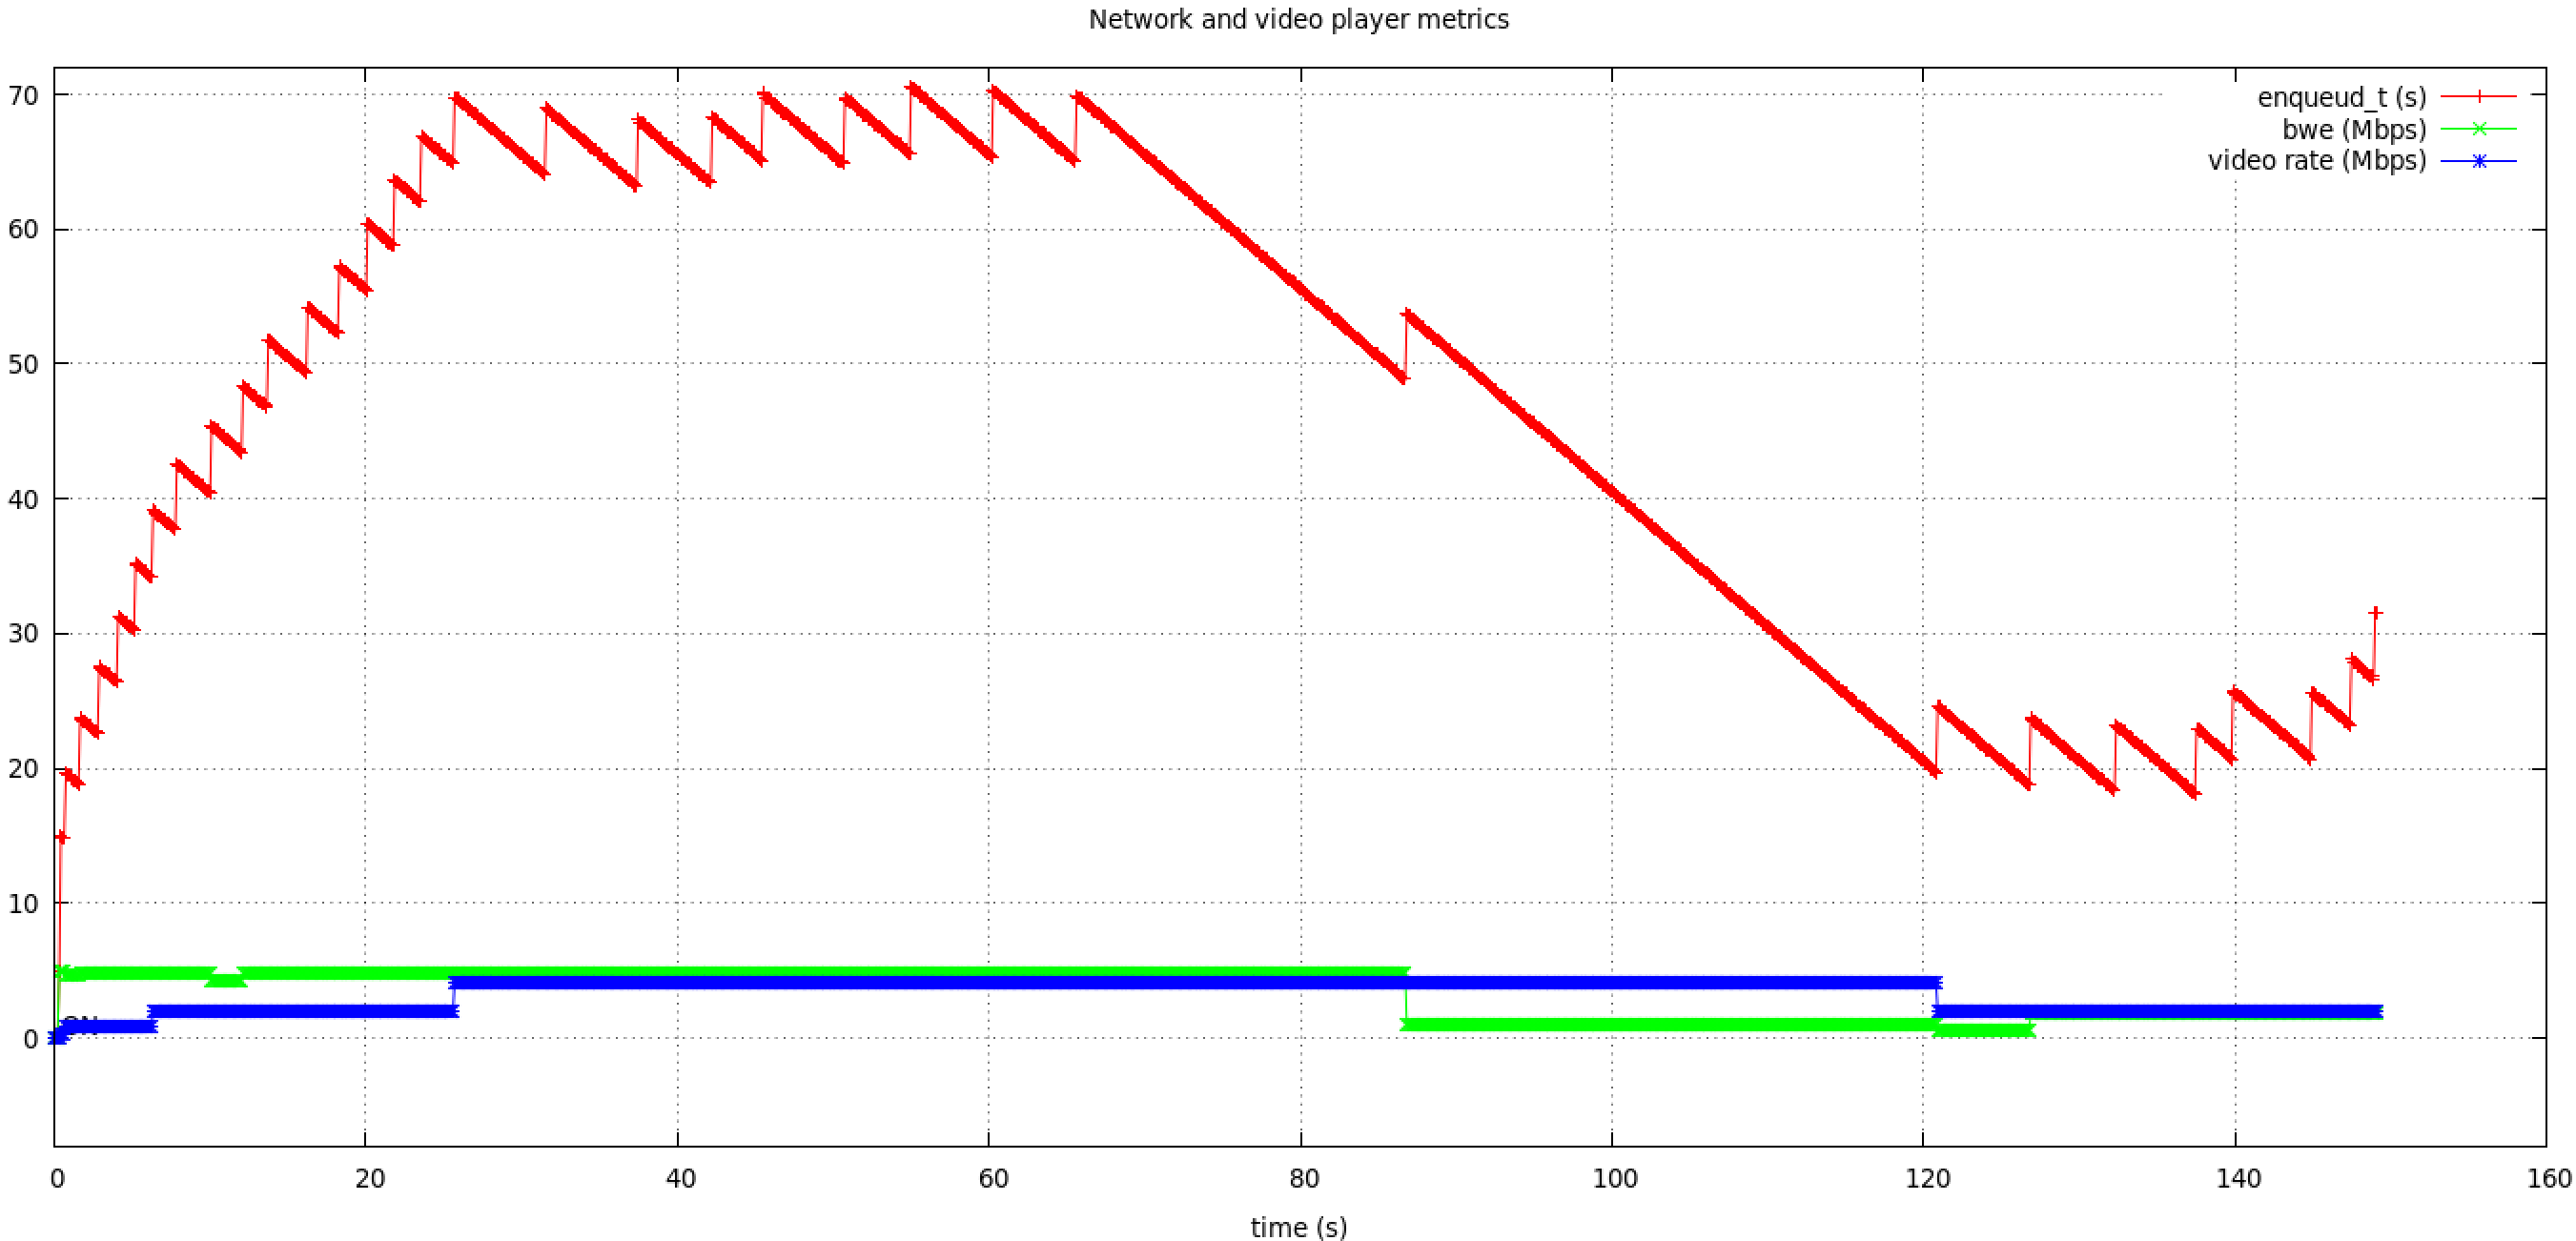 Network and video player metrics
70
60
50
40
30
20
10
0
enqueud_t (s)
bwe (Mbps)
video rate (Mbps)
0 20 40 60 80 100 120 140 160
time (s)